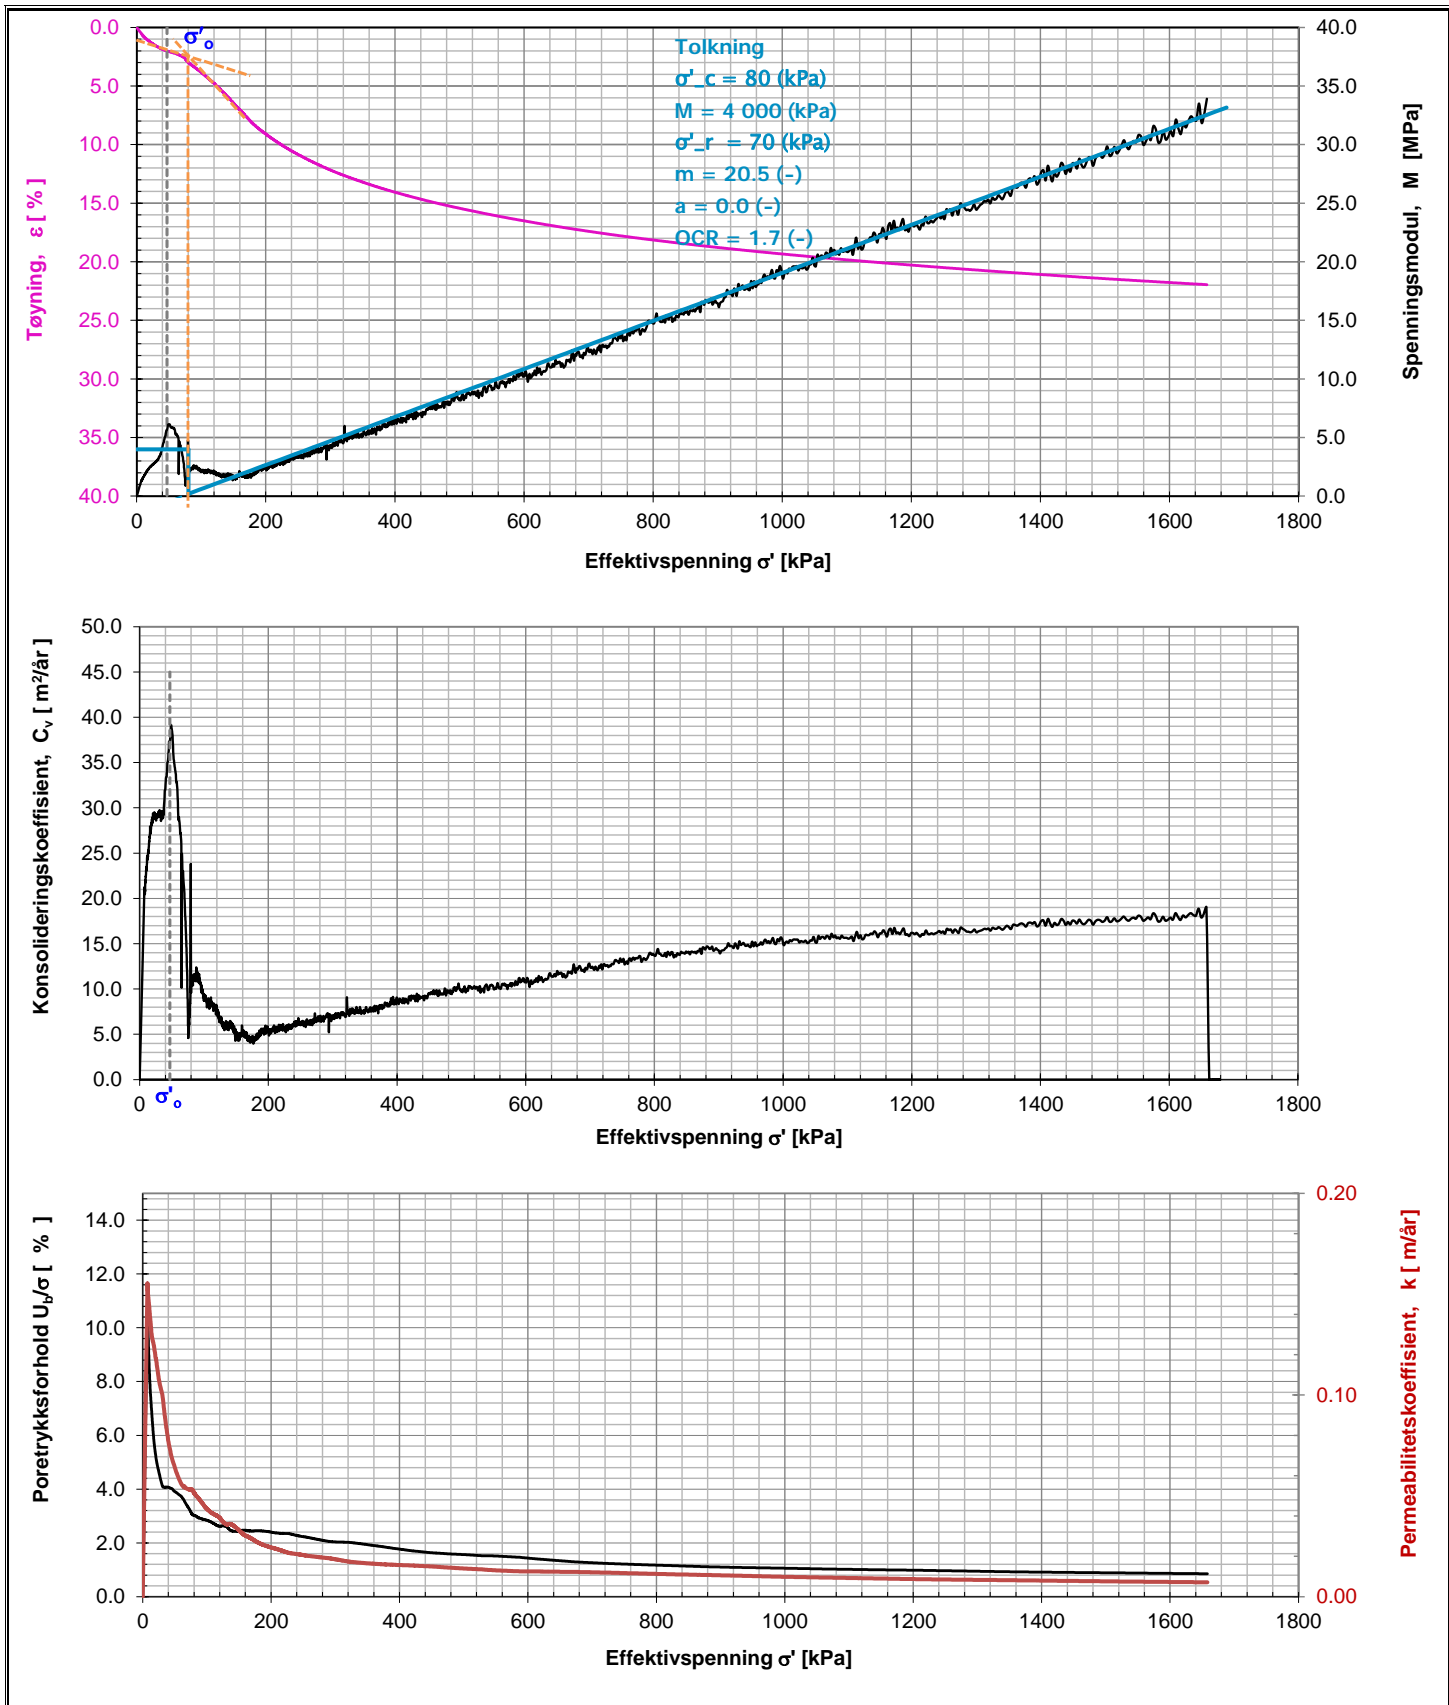 Tøyning, ε [ % ]
0.0
5.0
10.0
15.0
20.0
25.0
30.0
35.0
40.0
σ'o
Tolkning
σ'_c = 80 (kPa)
M = 4 000 (kPa)
σ'_r = 70 (kPa)
m = 20.5 (-)
a = 0.0 (-)
OCR = 1.7 (-)
40.0
35.0
30.0
25.0
20.0
15.0
10.0
5.0
0.0
Spenningsmodul, M [MPa]
0 200 400 600 800 1000 1200 1400 1600 1800
Effektivspenning σ' [kPa]
Konsolideringskoeffisient, Cv [ m²/år ]
50.0
45.0
40.0
35.0
30.0
25.0
20.0
15.0
10.0
5.0
0.0
0 200 400 600 800 1000 1200 1400 1600 1800
σ'o
Effektivspenning σ' [kPa]
Poretrykksforhold Ub/σ [ % ]
14.0
12.0
10.0
8.0
6.0
4.0
2.0
0.0
0.20
0.10
0.00
Permeabilitetskoeffisient, k [ m/år]
0 200 400 600 800 1000 1200 1400 1600 1800
Effektivspenning σ' [kPa]